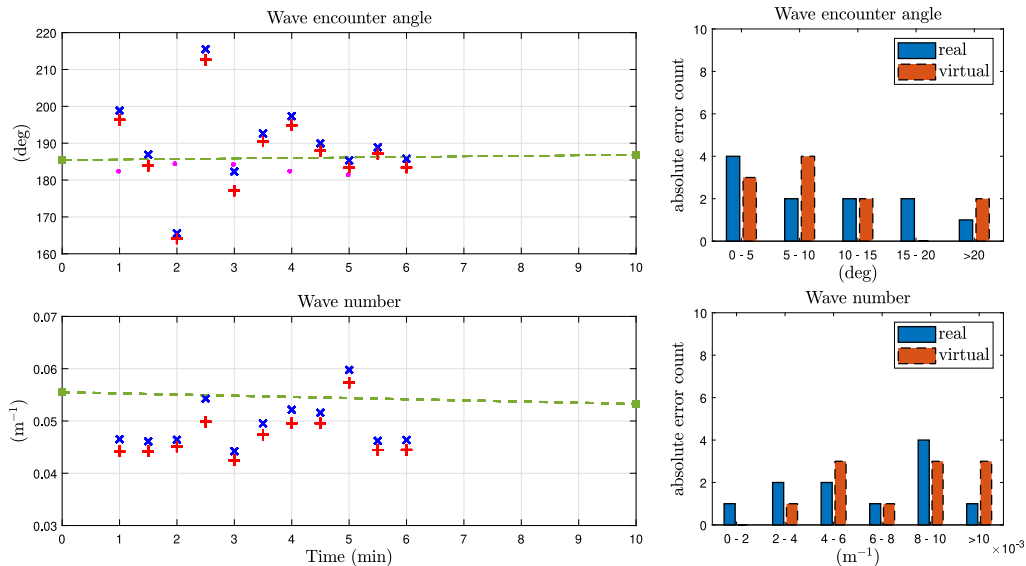 Wave encounter angle
220
210
200
190
180
170
160
(deg)
0 1 2 3 4 5 6 7 8 9 10
Wave encounter angle
10
8
6
4
2
0
absolute error count
real
virtual
0 - 5 5 - 10 10 - 15 15 - 20 >20
(deg)
Wave number
0.07
0.06
0.05
0.04
0.03
(m⁻¹)
0 1 2 3 4 5 6 7 8 9 10
Time (min)
Wave number
10
8
6
4
2
0
absolute error count
real
virtual
0 - 2 2 - 4 4 - 6 6 - 8 8 - 10 >10
(m⁻¹) ×10⁻³